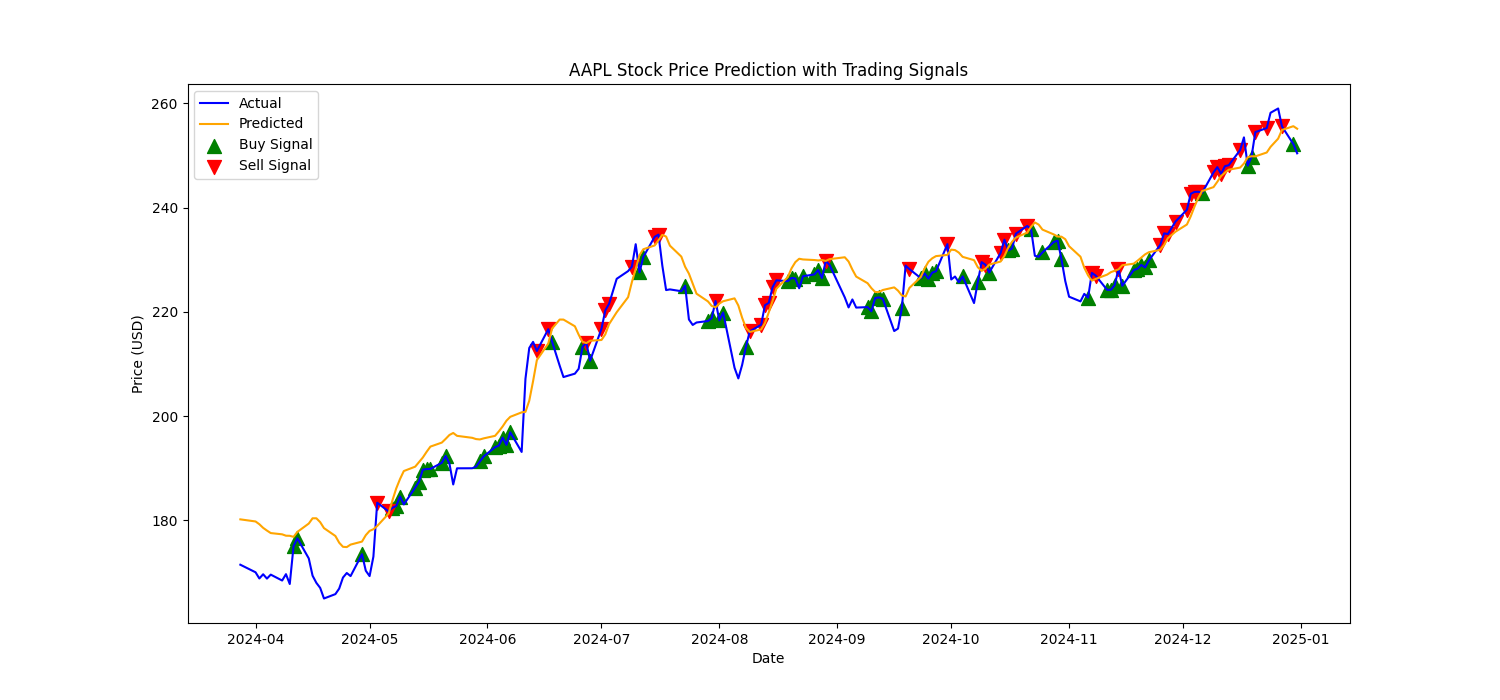 AAPL Stock Price Prediction with Trading Signals
Actual
Predicted
Buy Signal
Sell Signal
260
240
220
200
180
Price (USD)
2024-04 2024-05 2024-06 2024-07 2024-08 2024-09 2024-10 2024-11 2024-12 2025-01
Date